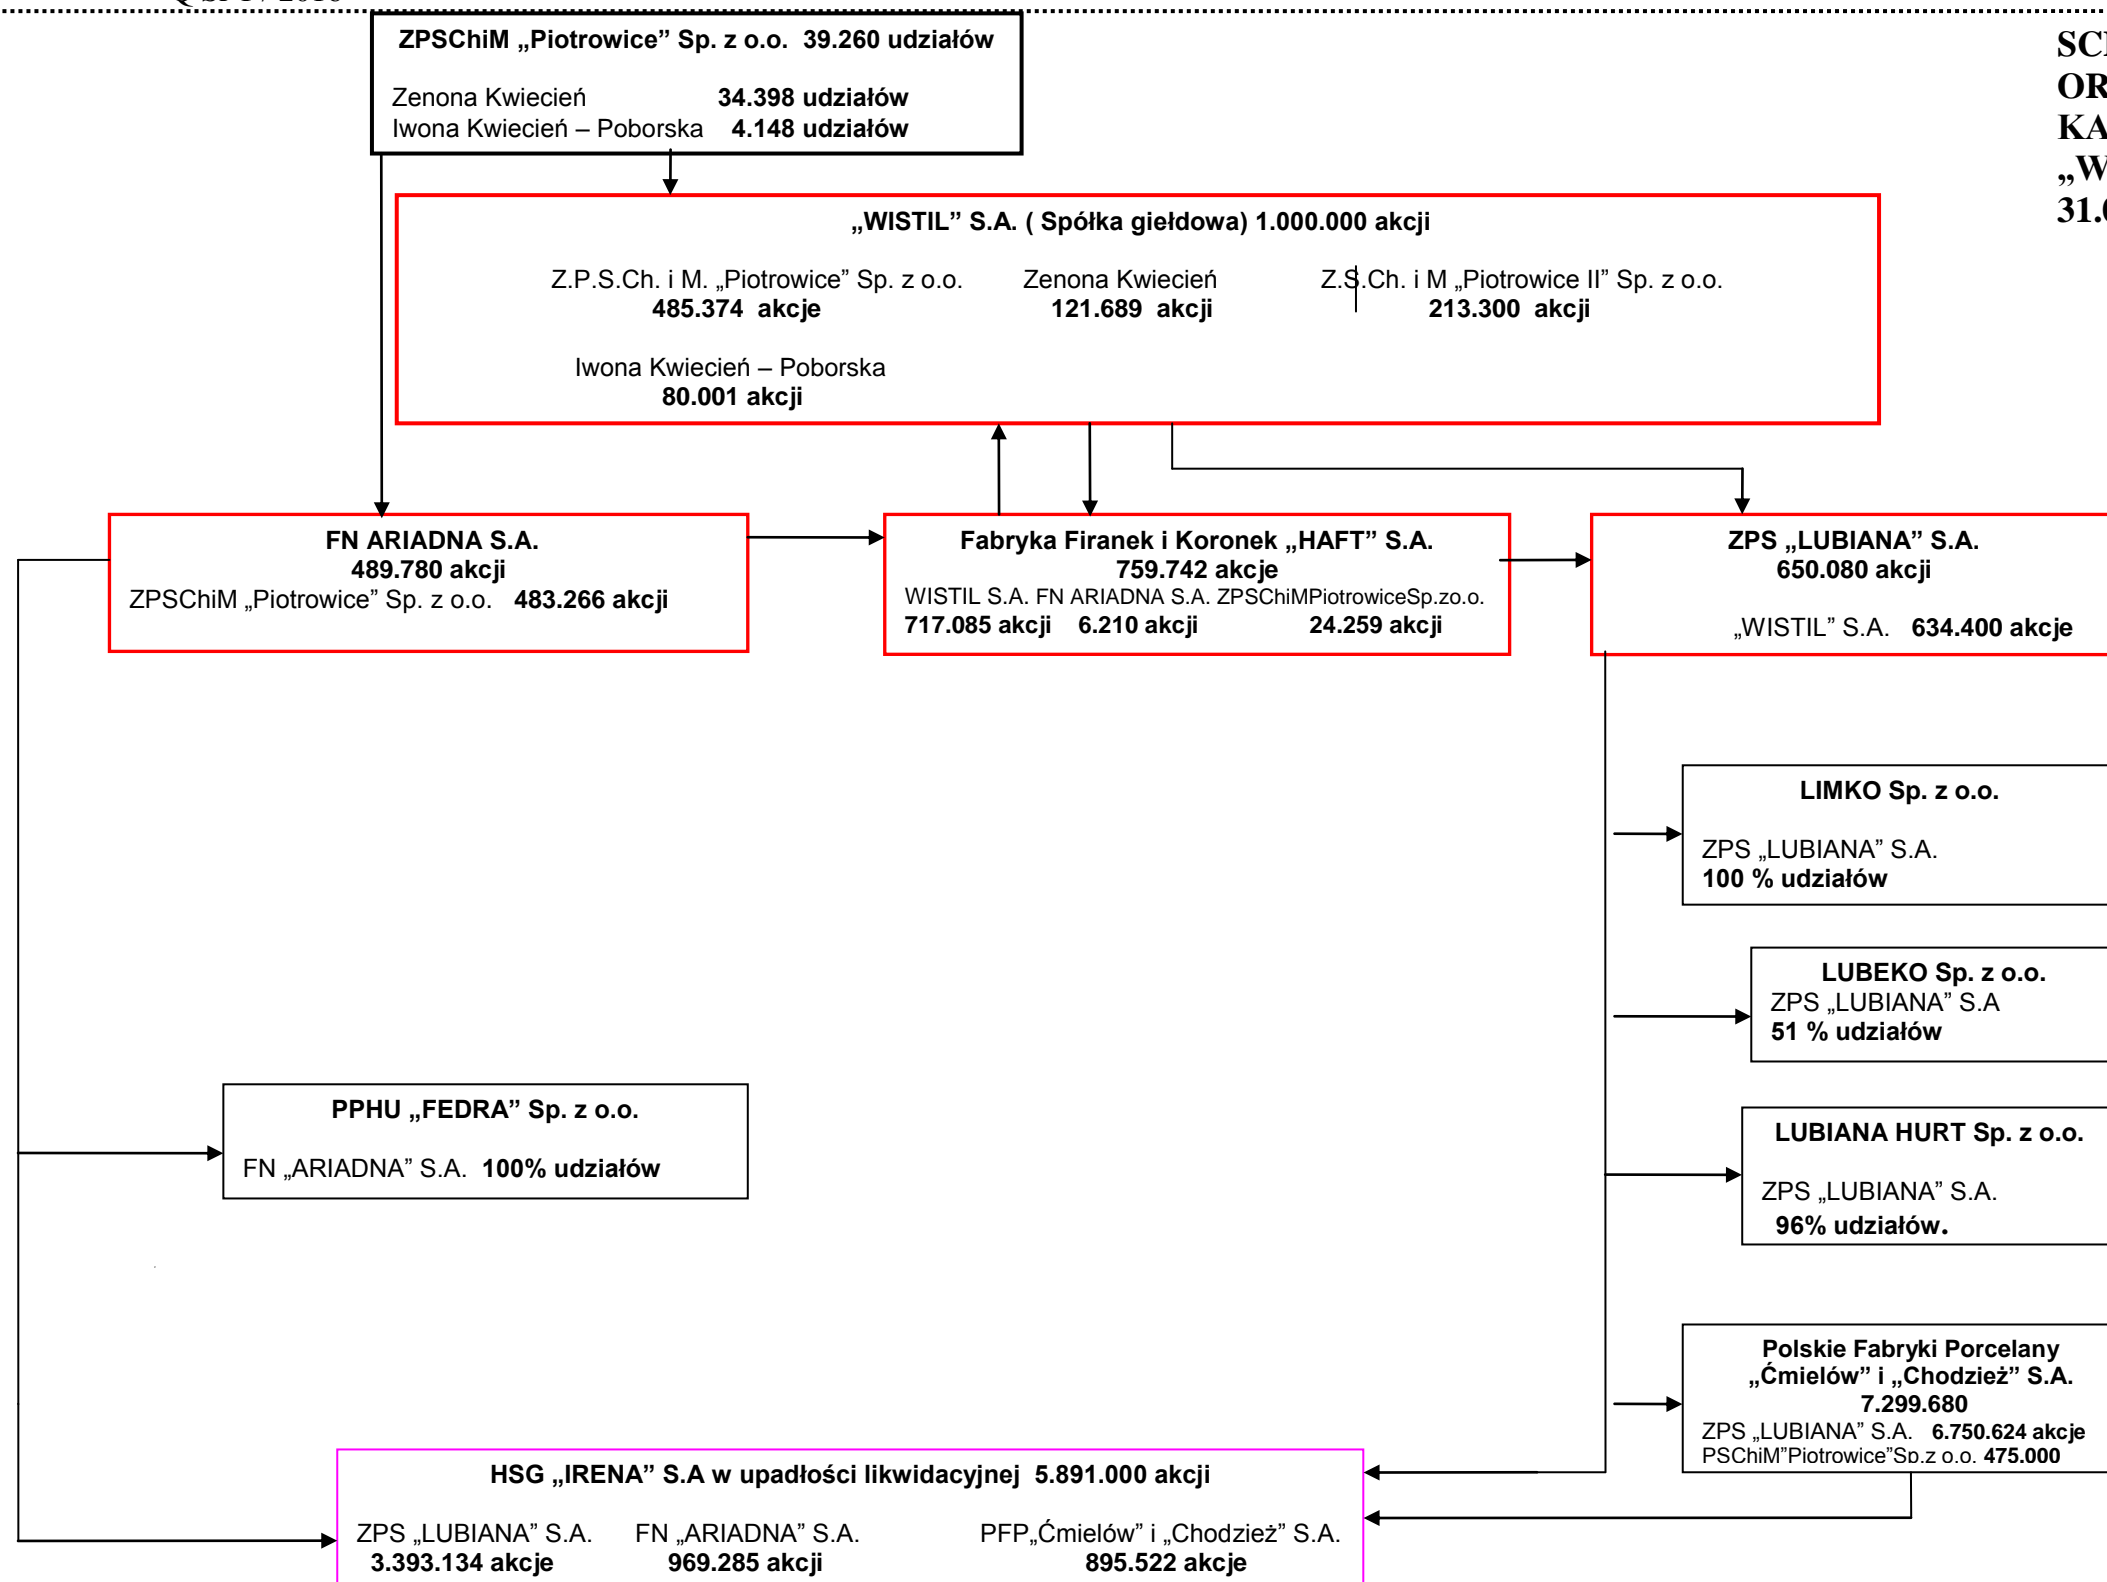 ZPSChiM „Piotrowice” Sp. z o.o. 39.260 udziałów
Zenona Kwiecień 34.398 udziałów
Iwona Kwiecień – Poborska 4.148 udziałów
„WISTIL” S.A. ( Spółka giełdowa) 1.000.000 akcji
Z.P.S.Ch. i M. „Piotrowice” Sp. z o.o. Zenona Kwiecień Z.S.Ch. i M „Piotrowice II” Sp. z o.o.
485.374 akcje 121.689 akcji 213.300 akcji
Iwona Kwiecień – Poborska
80.001 akcji
FN ARIADNA S.A.
489.780 akcji
ZPSChiM „Piotrowice” Sp. z o.o. 483.266 akcji
Fabryka Firanek i Koronek „HAFT” S.A.
759.742 akcje
WISTIL S.A. FN ARIADNA S.A. ZPSChiMPiotrowiceSp.zo.o.
717.085 akcji 6.210 akcji 24.259 akcji
ZPS „LUBIANA” S.A.
650.080 akcji
„WISTIL” S.A. 634.400 akcje
LIMKO Sp. z o.o.
ZPS „LUBIANA” S.A.
100 % udziałów
LUBEKO Sp. z o.o.
ZPS „LUBIANA” S.A
51 % udziałów
PPHU „FEDRA” Sp. z o.o.
FN „ARIADNA” S.A. 100% udziałów
LUBIANA HURT Sp. z o.o.
ZPS „LUBIANA” S.A.
96% udziałów.
Polskie Fabryki Porcelany
„Ćmielów” i „Chodzież” S.A.
7.299.680
ZPS „LUBIANA” S.A. 6.750.624 akcje
PSChiM”Piotrowice”Sp.z o.o. 475.000
HSG „IRENA” S.A w upadłości likwidacyjnej 5.891.000 akcji
ZPS „LUBIANA” S.A. FN „ARIADNA” S.A. PFP„Ćmielów” i „Chodzież” S.A.
3.393.134 akcje 969.285 akcji 895.522 akcje